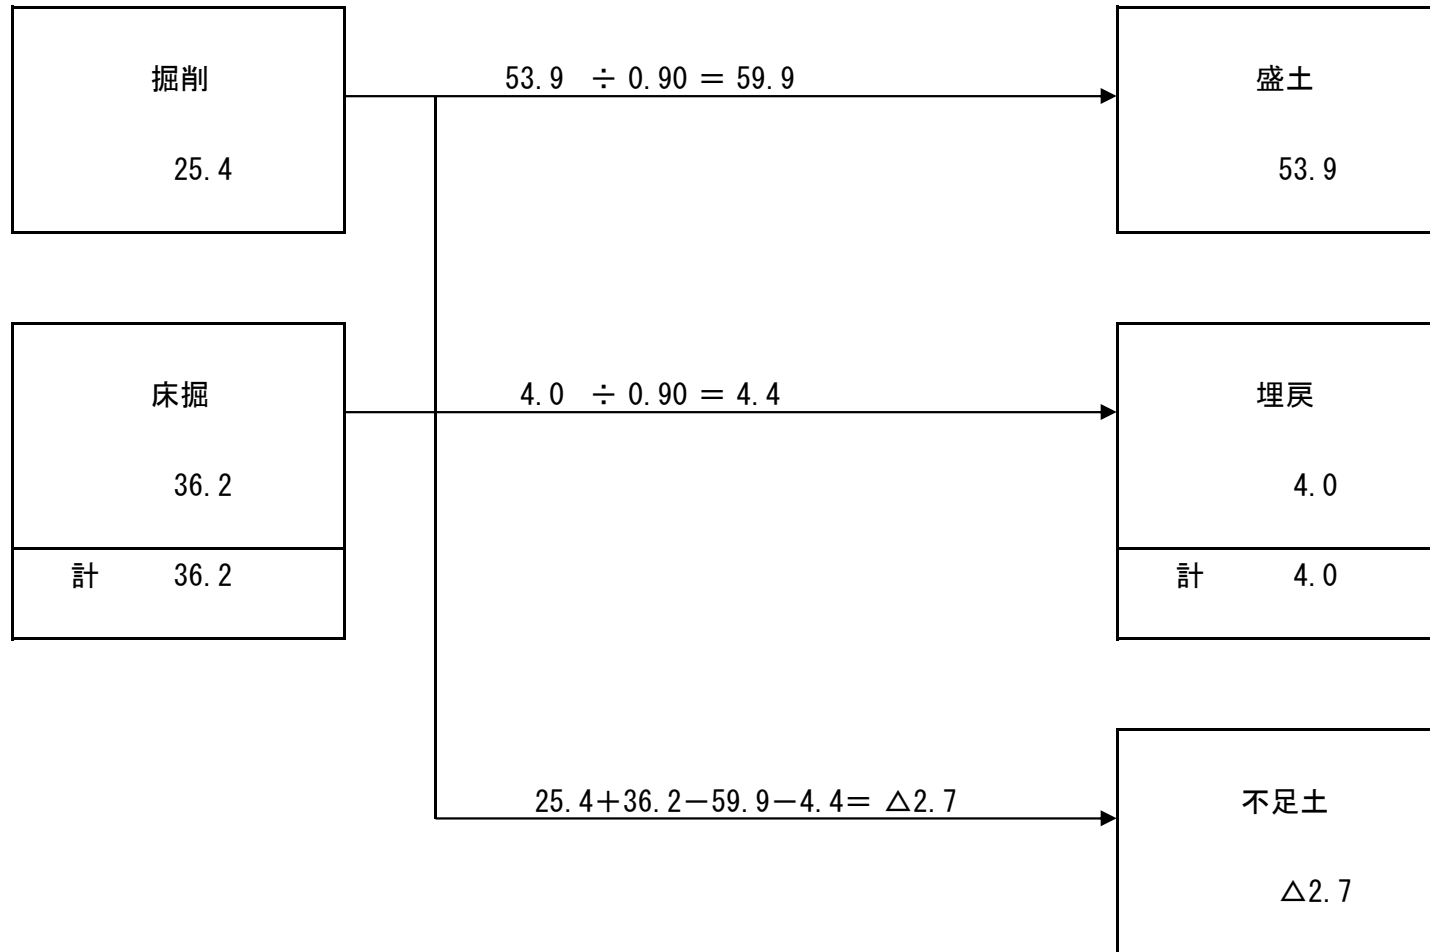 掘削
53.9 ÷ 0.90 = 59.9
盛土
25.4
53.9
床掘
4.0 ÷ 0.90 = 4.4
埋戻
36.2
4.0
計 36.2
計 4.0
25.4+36.2-59.9-4.4= △2.7
不足土
△2.7